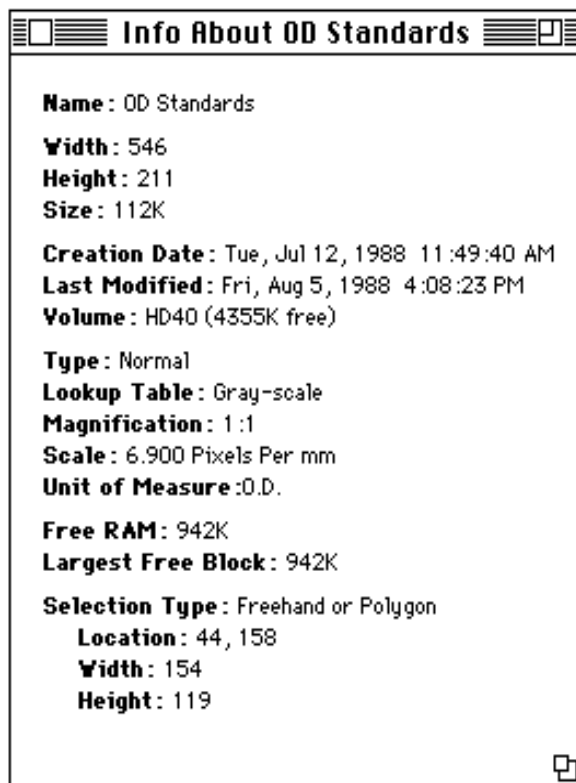 Info About OD Standards
Name: OD Standards
Width: 546
Height: 211
Size: 112K
Creation Date: Tue, Jul 12, 1988 11:49:40 AM
Last Modified: Fri, Aug 5, 1988 4:08:23 PM
Volume: HD40 (4355K free)
Type: Normal
Lookup Table: Gray-scale
Magnification: 1:1
Scale: 6.900 Pixels Per mm
Unit of Measure:O.D.
Free RAM: 942K
Largest Free Block: 942K
Selection Type: Freehand or Polygon
Location: 44, 158
Width: 154
Height: 119